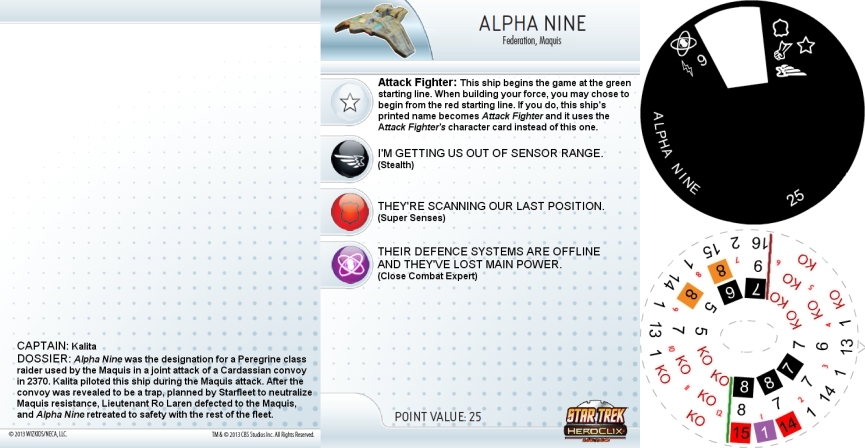 CAPTAIN: Kalita
DOSSIER: Alpha Nine was the designation for a Peregrine class
raider used by the Maquis in a joint attack of a Cardassian convoy
in 2370. Kalita piloted this ship during the Maquis attack. After the
convoy was revealed to be a trap, planned by Starfleet to neutralize
Maquis resistance, Lieutenant Ro Laren defected to the Maquis,
and Alpha Nine retreated to safety with the rest of the fleet.
© 2013 WIZKIDS/NECA, LLC.
TM & © 2013 CBS Studios Inc. All Rights Reserved.
ALPHA NINE
Federation, Maquis
Attack Fighter: This ship begins the game at the green
starting line. When building your force, you may chose to
begin from the red starting line. If you do, this ship's
printed name becomes Attack Fighter and it uses the
Attack Fighter's character card instead of this one.
I'M GETTING US OUT OF SENSOR RANGE.
(Stealth)
THEY'RE SCANNING OUR LAST POSITION.
(Super Senses)
THEIR DEFENCE SYSTEMS ARE OFFLINE
AND THEY'VE LOST MAIN POWER.
(Close Combat Expert)
POINT VALUE: 25
STAR TREK
HEROCLIX
6
ALPHA NINE
25
16 2 15 1 14 1 13 1
9 8 7 8 5 7
7 6 5
KO KO KO KO KO KO
KO KO KO KO KO KO
1 13 1 14 1 14 1 15
6 7 7 7 8
7 8 8